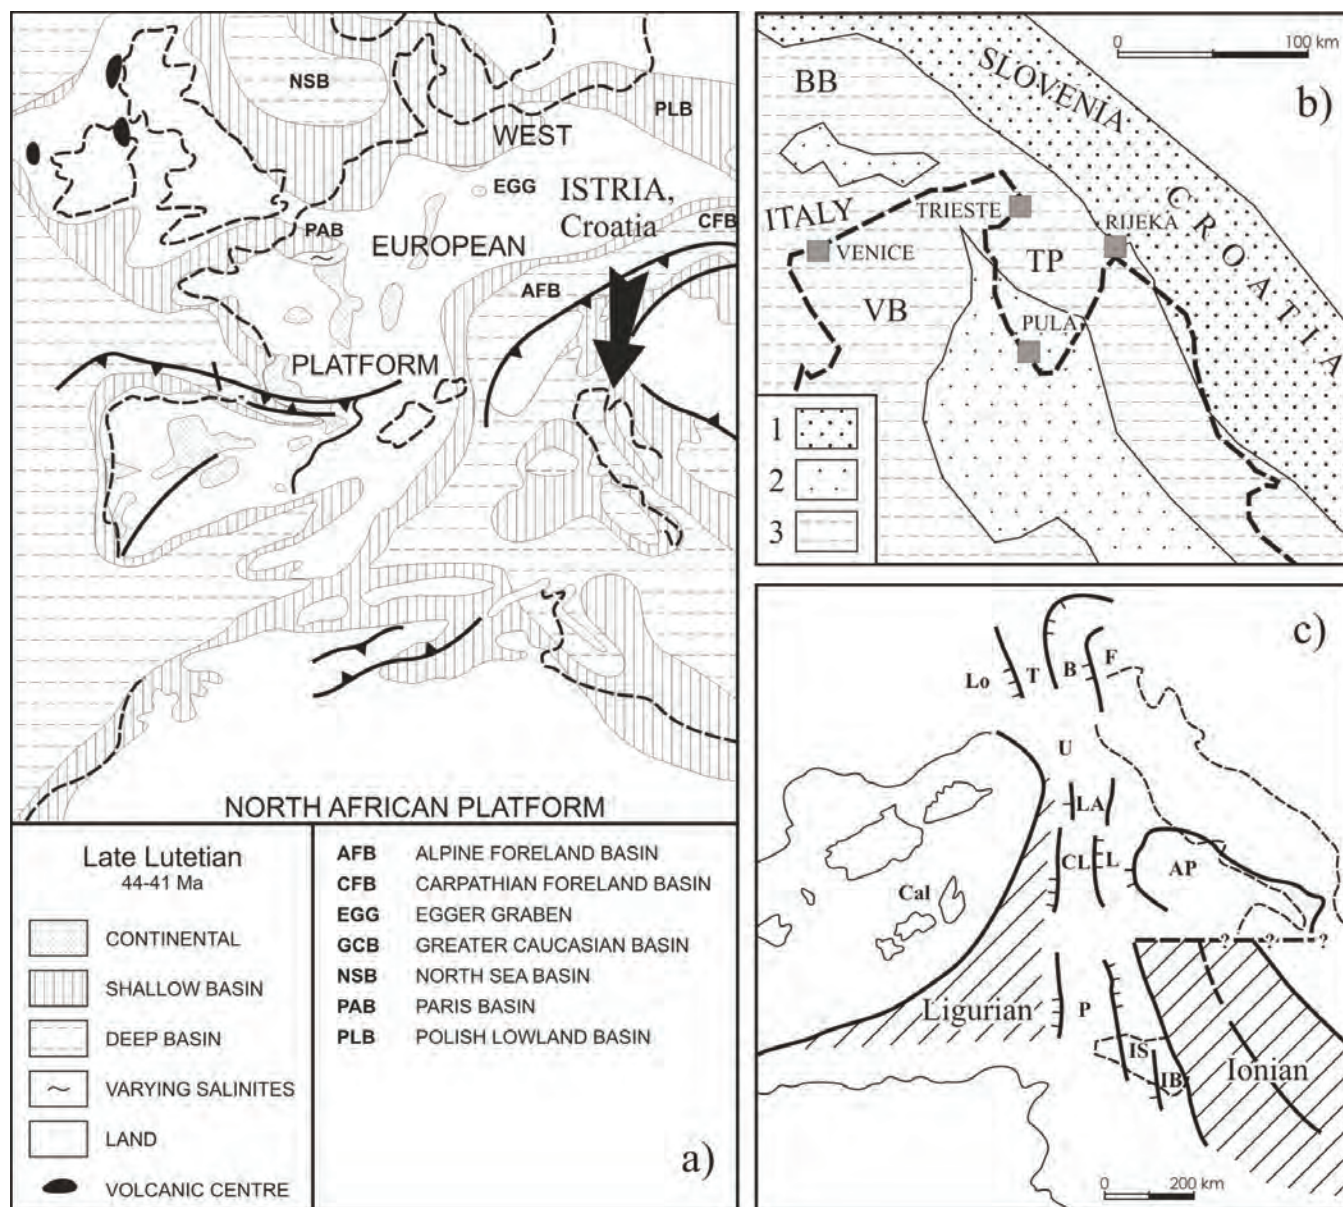 NSB
PLB
WEST
EGG
ISTRIA,
Croatia
PAB
CFB
EUROPEAN
AFB
PLATFORM
NORTH AFRICAN PLATFORM
Late Lutetian
44-41 Ma
CONTINENTAL
SHALLOW BASIN
DEEP BASIN
VARYING SALINITES
LAND
VOLCANIC CENTRE
AFB ALPINE FORELAND BASIN
CFB CARPATHIAN FORELAND BASIN
EGG EGGER GRABEN
GCB GREATER CAUCASIAN BASIN
NSB NORTH SEA BASIN
PAB PARIS BASIN
PLB POLISH LOWLAND BASIN
a)
0 100 km
BB
SLOVENIA
b)
ITALY
TRIESTE
RIJEKA
CROATIA
VENICE
TP
VB
PULA
1
2
3
c)
Lo T B F
U
LA
CL L AP
Cal
? ? ?
Ligurian P
IS
IB Ionian
0 200 km